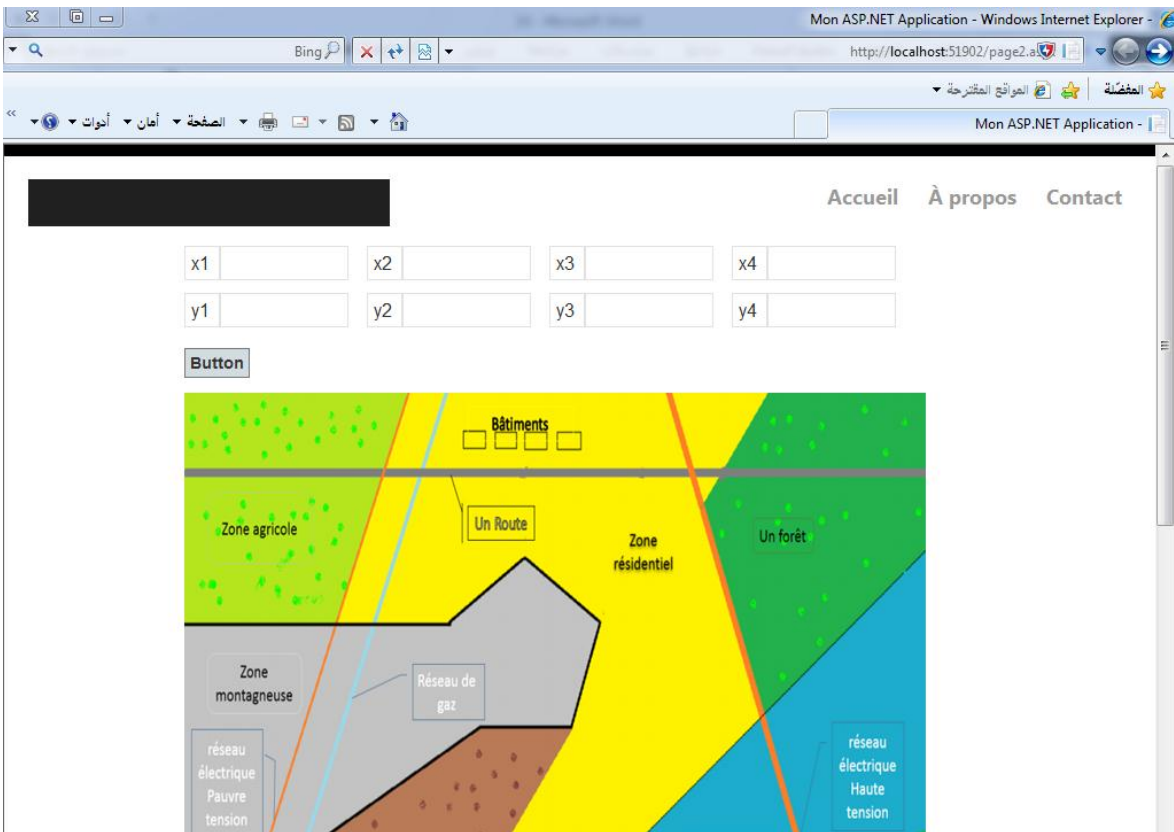 Mon ASP.NET Application - Windows Internet Explorer -
Bing
http://localhost:51902/page2.a
المفضّلة
المواقع المقترحة
Mon ASP.NET Application -
الصفحة
أمان
أدوات
Accueil À propos Contact
x1 x2 x3 x4
y1 y2 y3 y4
Button
Bâtiments
Un Route
Zone agricole
Zone
résidentiel
Un forêt
Zone
montagneuse
Réseau de
gaz
réseau
électrique
Pauvre
tension
réseau
électrique
Haute
tension